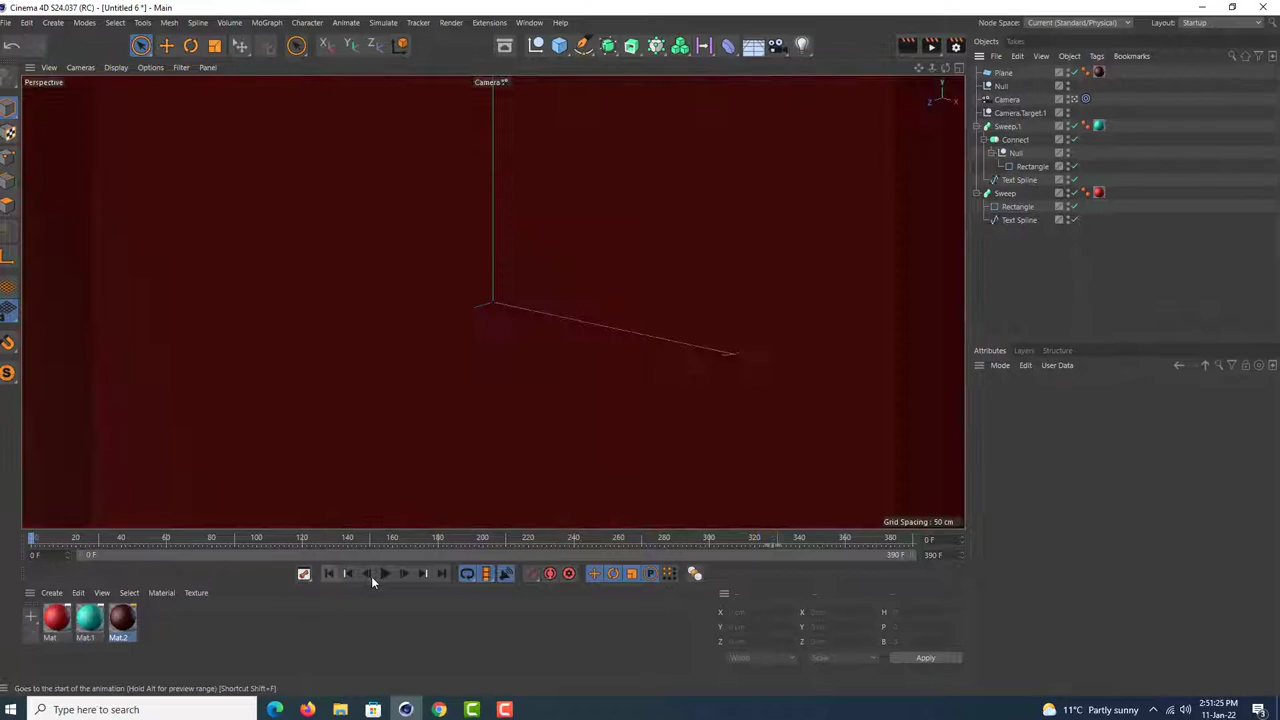 Cinema 4D S24.037 (RC) - [Untitled 6 *] - Main
File Edit Create Modes Select Tools Mesh Spline Volume MoGraph Character Animate Simulate Tracker Render Extensions Window Help
Node Space: Current (Standard/Physical) Layout: Startup
Objects Takes
File Edit View Object Tags Bookmarks
View Cameras Display Options Filter Panel
Perspective
Camera
Y
Z X
Plane
Null
Camera
Camera.Target.1
Sweep.1
Connect
Null
Rectangle
Text Spline
Sweep
Rectangle
Text Spline
Attributes Layers Structure
Mode Edit User Data
Grid Spacing : 50 cm
0 20 40 60 80 100 120 140 160 180 200 220 240 260 280 300 320 340 360 380 0 F
0 F 0 F 390 F 390 F
Create Edit View Select Material Texture
Mat Mat.1 Mat.2
X X H
Y Y P
Z Z B
World Scale Apply
Goes to the start of the animation (Hold Alt for preview range) [Shortcut Shift+F]
Type here to search
11°C Partly sunny
2:51:25 PM
11-Jan-22